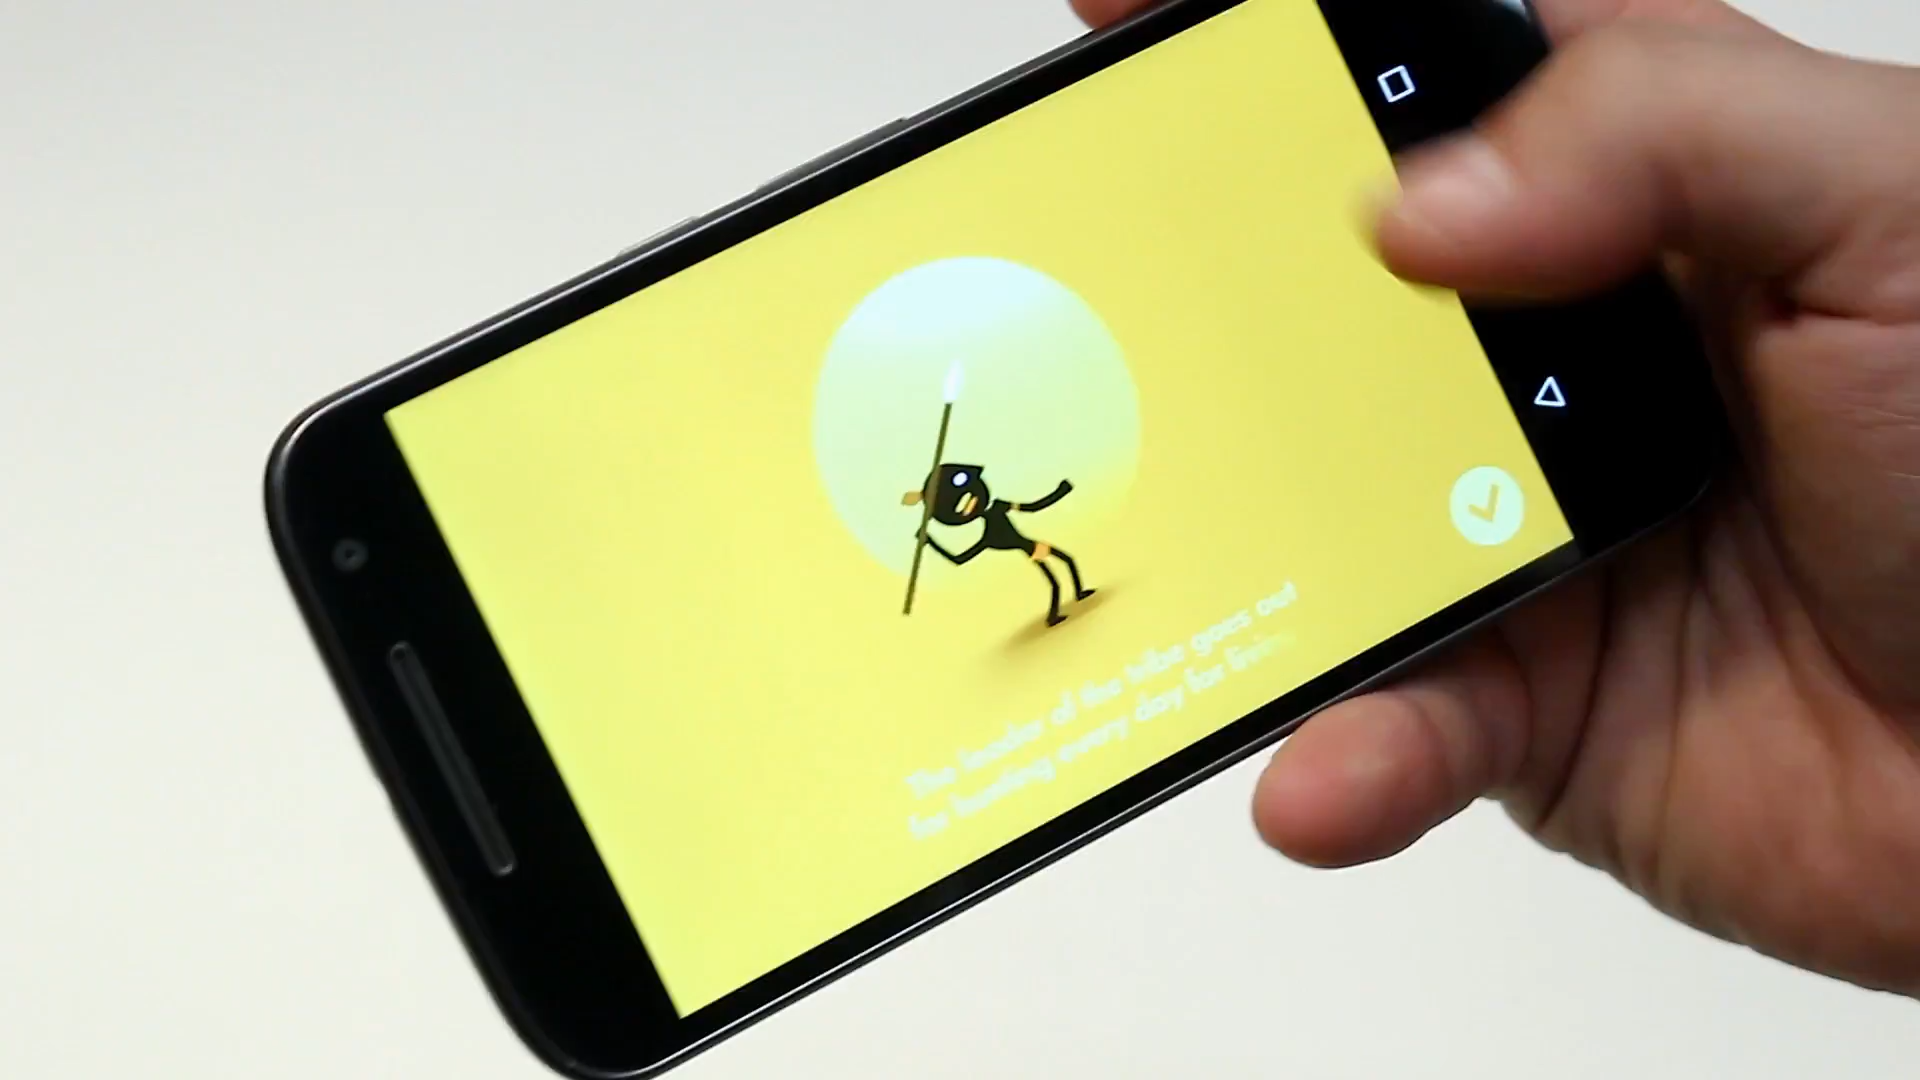 The leader of the tribe goes out
for hunting every day for